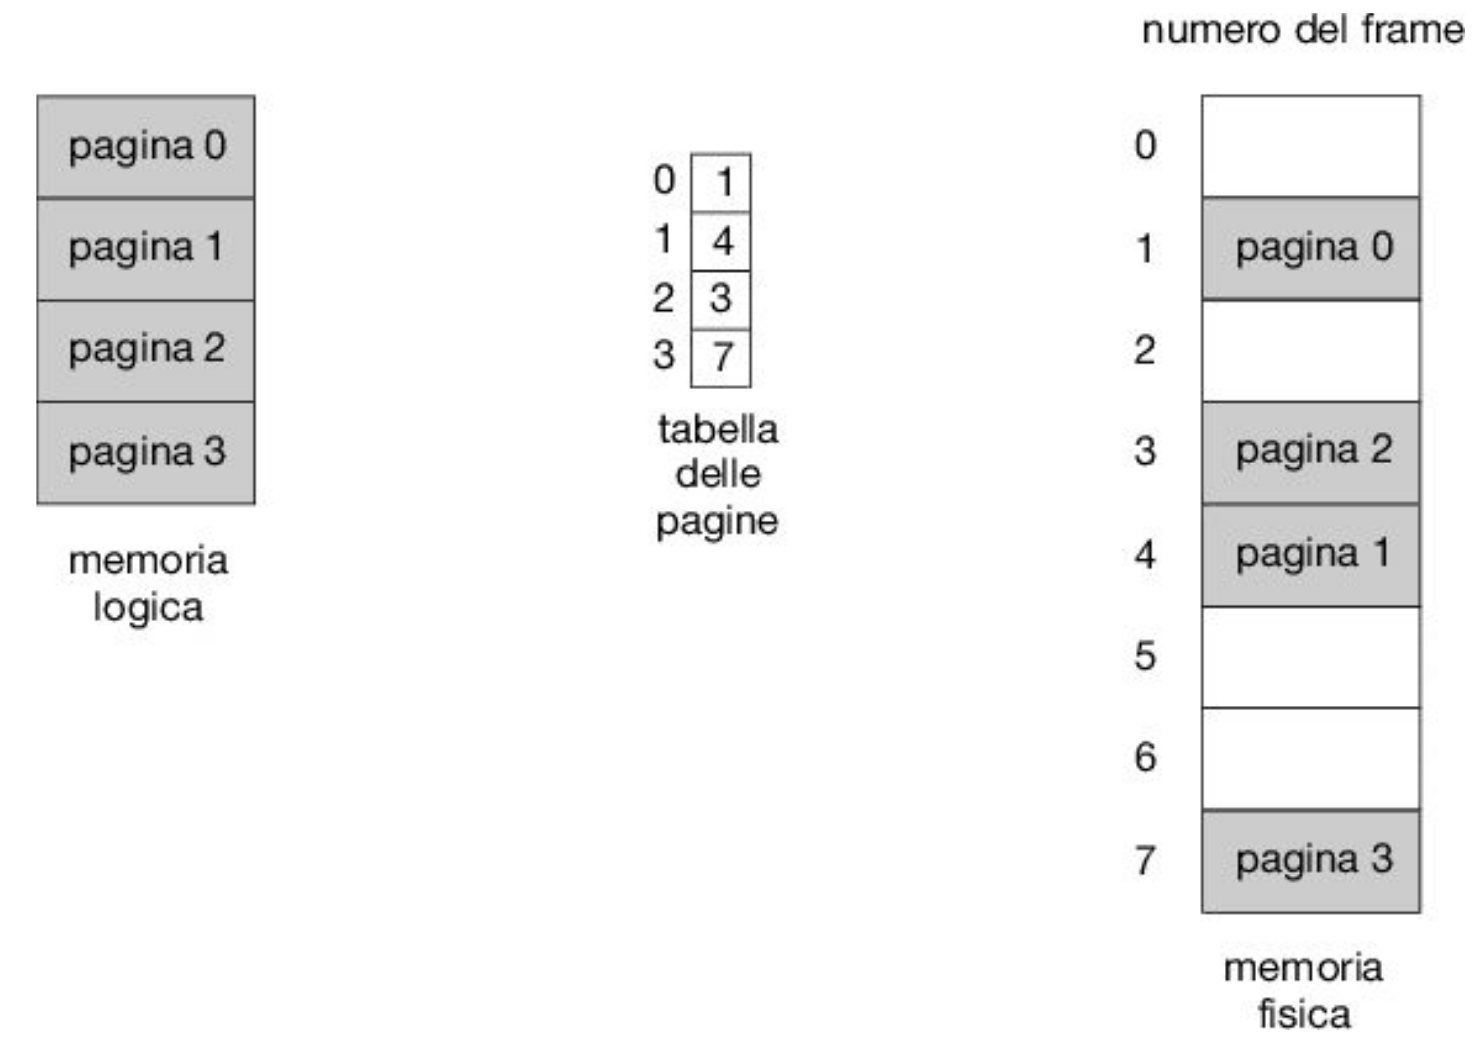 numero del frame
pagina 0
pagina 1
pagina 2
pagina 3
memoria
logica
0 1
1 4
2 3
3 7
tabella
delle
pagine
0
1 pagina 0
2
3 pagina 2
4 pagina 1
5
6
7 pagina 3
memoria
fisica